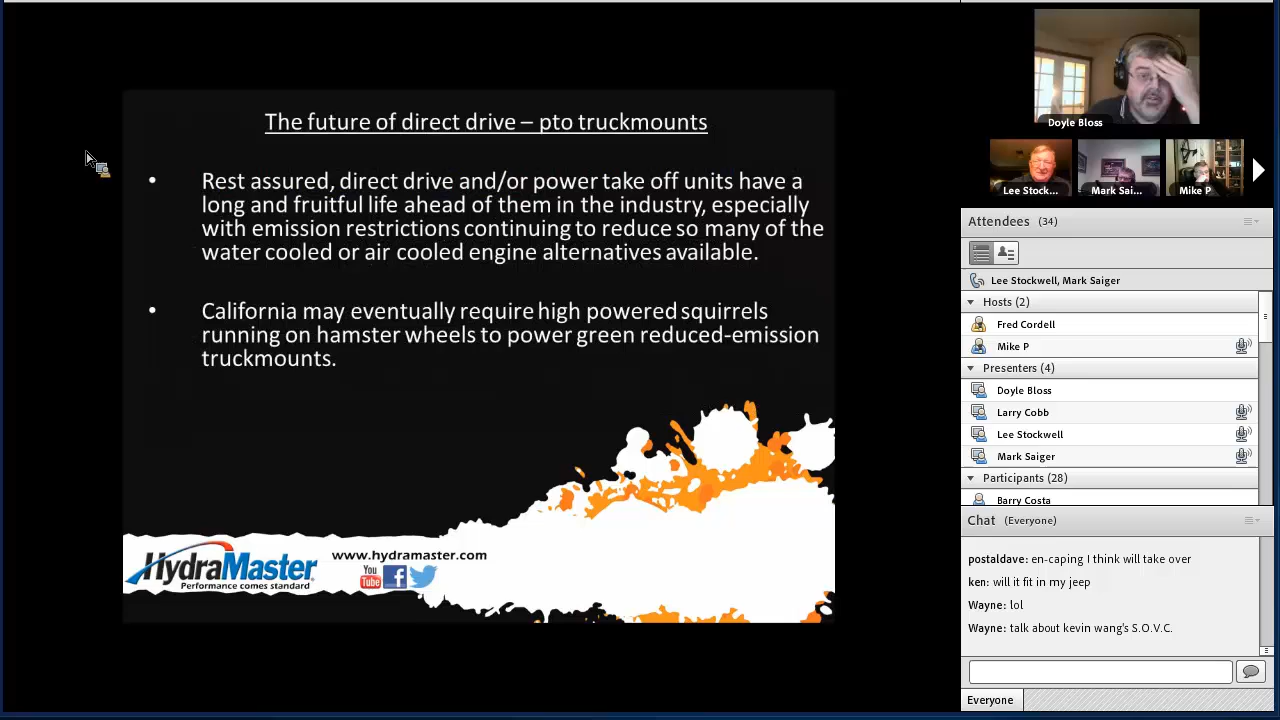 The future of direct drive – pto truckmounts
• Rest assured, direct drive and/or power take off units have a
long and fruitful life ahead of them in the industry, especially
with emission restrictions continuing to reduce so many of the
water cooled or air cooled engine alternatives available.
• California may eventually require high powered squirrels
running on hamster wheels to power green reduced-emission
truckmounts.
HydraMaster
Performance comes standard
www.hydramaster.com
You
Tube
Doyle Bloss
Lee Stock...
Mark Sai...
Mike P
Attendees (34)
Lee Stockwell, Mark Saiger
Hosts (2)
Fred Cordell
Mike P
Presenters (4)
Doyle Bloss
Larry Cobb
Lee Stockwell
Mark Saiger
Participants (28)
Barry Costa
Chat (Everyone)
postaldave: en-caping I think will take over
ken: will it fit in my jeep
Wayne: lol
Wayne: talk about kevin wang's S.O.V.C.
Everyone